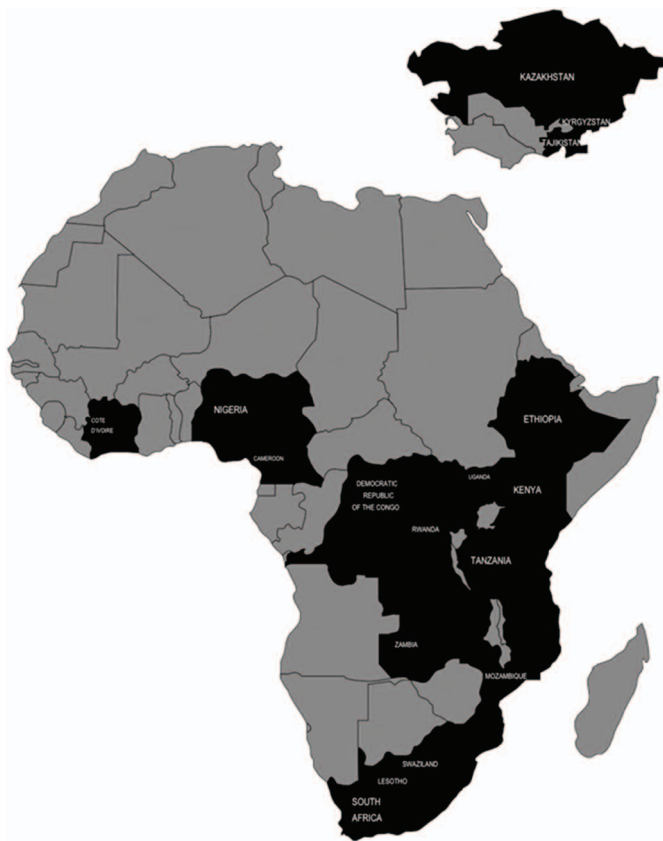 KAZAKHSTAN
KYRGYZSTAN
TAJIKISTAN
NIGERIA
COTE
D'IVOIRE
ETHIOPIA
CAMEROON
UGANDA
DEMOCRATIC
REPUBLIC
OF THE CONGO
KENYA
RWANDA
TANZANIA
ZAMBIA
MOZAMBIQUE
SWAZILAND
LESOTHO
SOUTH
AFRICA